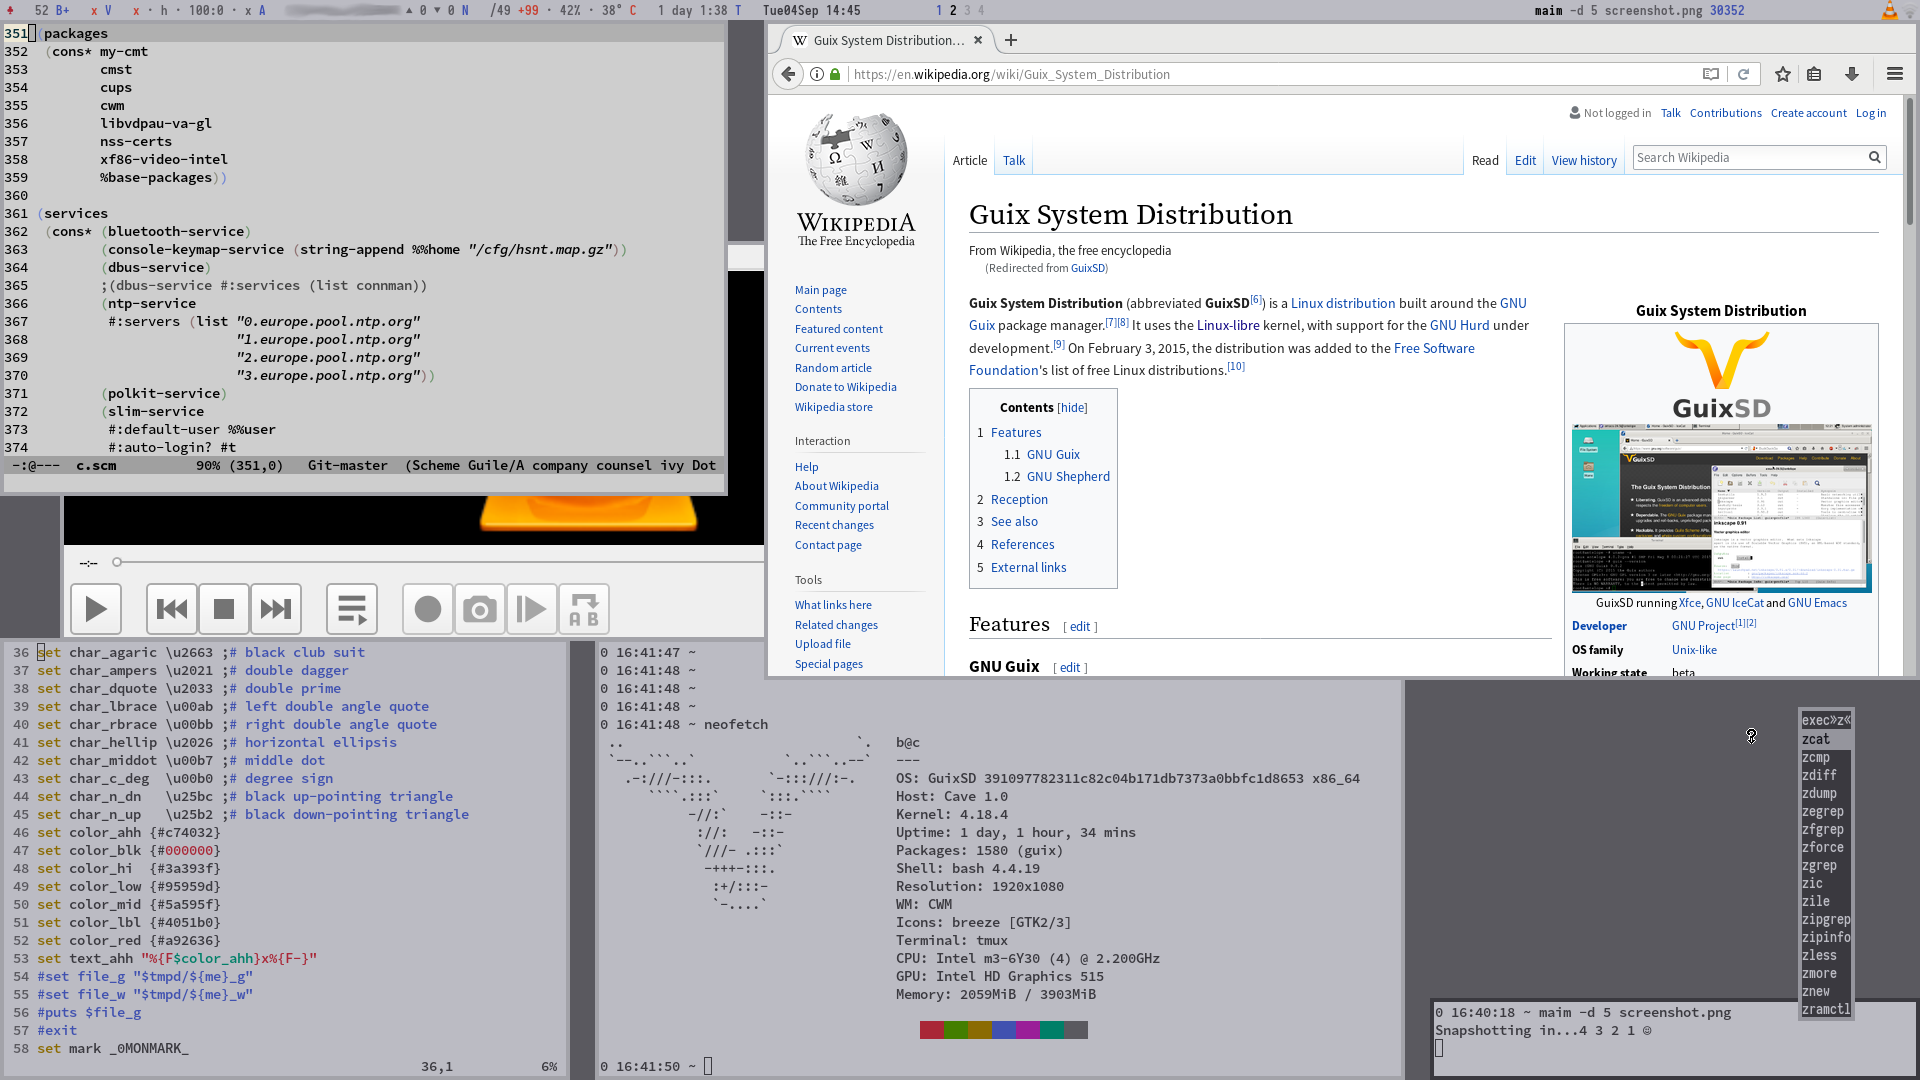 52 B+ x V x · h · 100:0 · x A ▲ 0 ▼ 0 N /49 +99 · 42% · 38° C 1 day 1:38 T Tue04Sep 14:45 1 2 3 4 maim -d 5 screenshot.png 30352
351 (packages
352 (cons* my-cmt
353 cmst
354 cups
355 cwm
356 libvdpau-va-gl
357 nss-certs
358 xf86-video-intel
359 %base-packages))
360
361 (services
362 (cons* (bluetooth-service)
363 (console-keymap-service (string-append %%home "/cfg/hsnt.map.gz"))
364 (dbus-service)
365 ;(dbus-service #:services (list connman))
366 (ntp-service
367 #:servers (list "0.europe.pool.ntp.org"
368 "1.europe.pool.ntp.org"
369 "2.europe.pool.ntp.org"
370 "3.europe.pool.ntp.org"))
371 (polkit-service)
372 (slim-service
373 #:default-user %%user
374 #:auto-login? #t
-:@--- c.scm 90% (351,0) Git-master (Scheme Guile/A company counsel ivy Dot
--:--
A B
Guix System Distribution…
https://en.wikipedia.org/wiki/Guix_System_Distribution
Not logged in Talk Contributions Create account Log in
Article Talk Read Edit View history Search Wikipedia
WIKIPEDIA
The Free Encyclopedia
Main page
Contents
Featured content
Current events
Random article
Donate to Wikipedia
Wikipedia store
Interaction
Help
About Wikipedia
Community portal
Recent changes
Contact page
Tools
What links here
Related changes
Upload file
Special pages
Guix System Distribution
From Wikipedia, the free encyclopedia
(Redirected from GuixSD)
Guix System Distribution (abbreviated GuixSD[6]) is a Linux distribution built around the GNU
Guix package manager.[7][8] It uses the Linux-libre kernel, with support for the GNU Hurd under
development.[9] On February 3, 2015, the distribution was added to the Free Software
Foundation's list of free Linux distributions.[10]
Contents [hide]
1 Features
1.1 GNU Guix
1.2 GNU Shepherd
2 Reception
3 See also
4 References
5 External links
Features [ edit ]
GNU Guix [ edit ]
Guix System Distribution
GuixSD
GuixSD running Xfce, GNU IceCat and GNU Emacs
Developer GNU Project[1][2]
OS family Unix-like
Working state beta
36 set char_agaric \u2663 ;# black club suit
37 set char_ampers \u2021 ;# double dagger
38 set char_dquote \u2033 ;# double prime
39 set char_lbrace \u00ab ;# left double angle quote
40 set char_rbrace \u00bb ;# right double angle quote
41 set char_hellip \u2026 ;# horizontal ellipsis
42 set char_middot \u00b7 ;# middle dot
43 set char_c_deg \u00b0 ;# degree sign
44 set char_n_dn \u25bc ;# black up-pointing triangle
45 set char_n_up \u25b2 ;# black down-pointing triangle
46 set color_ahh {#c74032}
47 set color_blk {#000000}
48 set color_hi {#3a393f}
49 set color_low {#95959d}
50 set color_mid {#5a595f}
51 set color_lbl {#4051b0}
52 set color_red {#a92636}
53 set text_ahh "%{F$color_ahh}x%{F-}"
54 #set file_g "$tmpd/${me}_g"
55 #set file_w "$tmpd/${me}_w"
56 #puts $file_g
57 #exit
58 set mark _0MONMARK_
36,1 6%
0 16:41:47 ~
0 16:41:48 ~
0 16:41:48 ~
0 16:41:48 ~
0 16:41:48 ~ neofetch
b@c
---
OS: GuixSD 391097782311c82c04b171db7373a0bbfc1d8653 x86_64
Host: Cave 1.0
Kernel: 4.18.4
Uptime: 1 day, 1 hour, 34 mins
Packages: 1580 (guix)
Shell: bash 4.4.19
Resolution: 1920x1080
WM: CWM
Icons: breeze [GTK2/3]
Terminal: tmux
CPU: Intel m3-6Y30 (4) @ 2.200GHz
GPU: Intel HD Graphics 515
Memory: 2059MiB / 3903MiB
0 16:41:50 ~
exec»z«
zcat
zcmp
zdiff
zdump
zegrep
zfgrep
zforce
zgrep
zic
zile
zipgrep
zipinfo
zless
zmore
znew
zramctl
0 16:40:18 ~ maim -d 5 screenshot.png
Snapshotting in...4 3 2 1 ☺